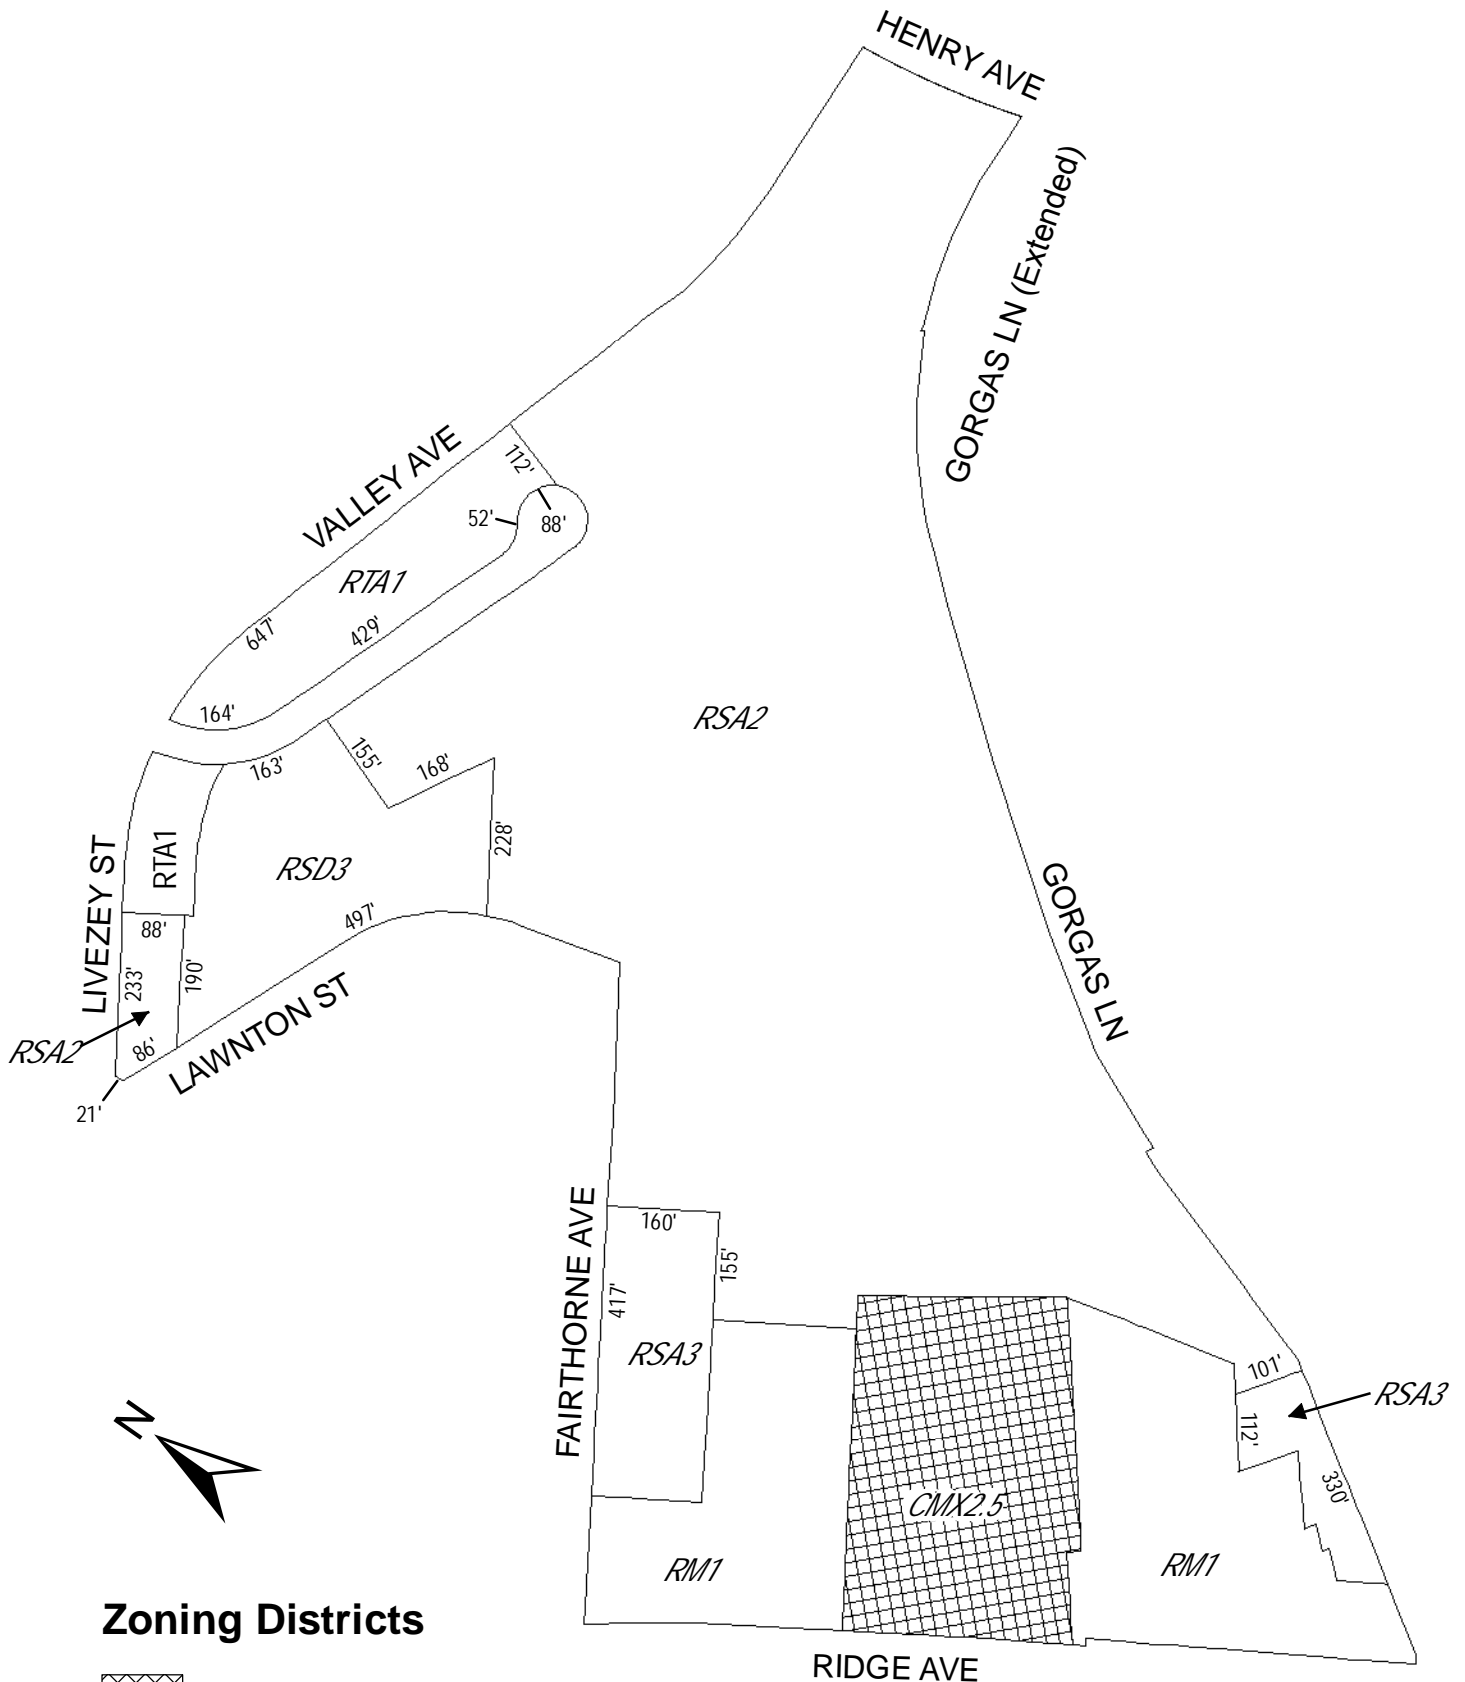 HENRY AVE
GORGAS LN (Extended)
VALLEY AVE
112'
52'
88'
RTA1
647'
429'
164'
RSA2
163'
155'
168'
228'
RTA1
RSD3
LIVEZEY ST
88'
497'
233'
190'
GORGAS LN
RSA2
86'
LAWNTON ST
21'
FAIRTHORNE AVE
160'
155'
417'
RSA3
101'
RSA3
112'
330'
N
CMX2.5
RM1
RM1
Zoning Districts
RIDGE AVE